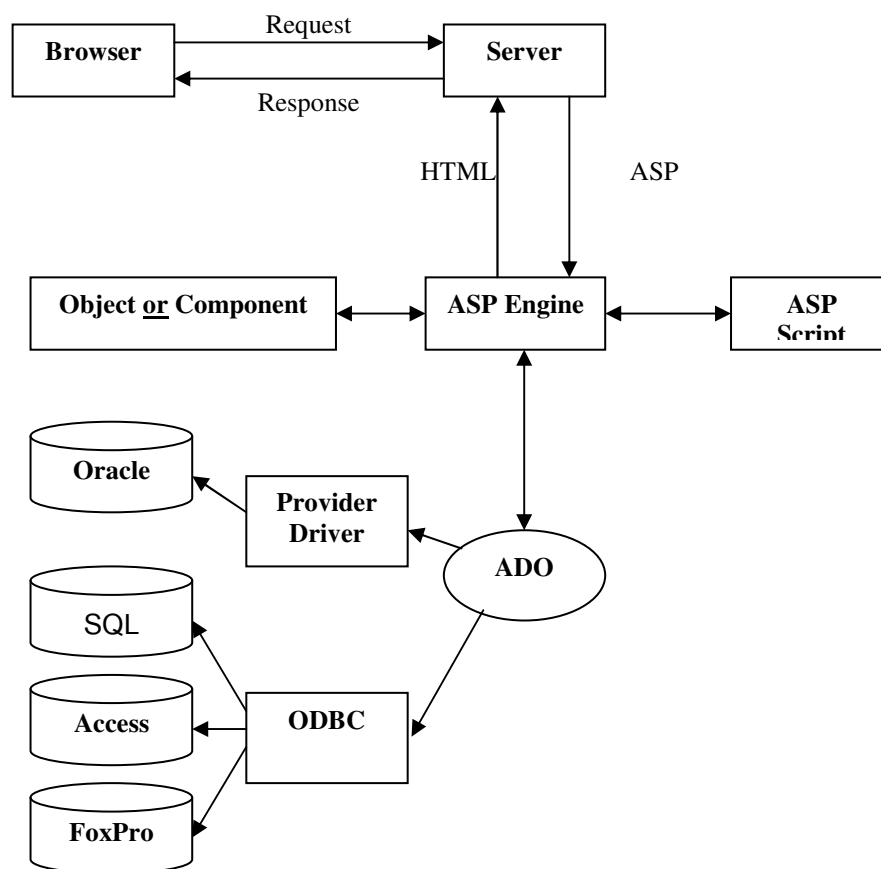 Request
Browser
Server
Response
HTML
ASP
Object or Component
ASP Engine
ASP
Script
Oracle
Provider
Driver
ADO
SQL
Access
ODBC
FoxPro